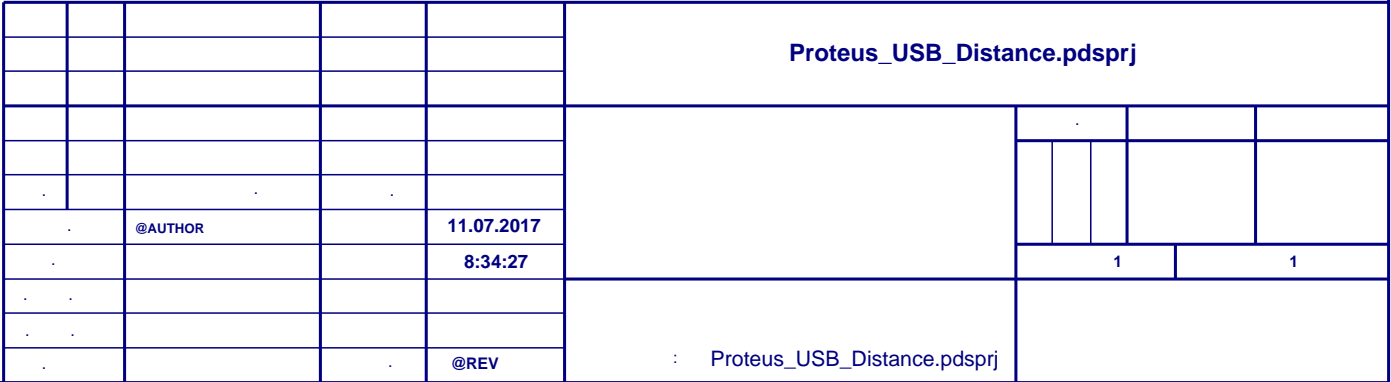 Proteus_USB_Distance.pdsprj
.
. . .
. @AUTHOR 11.07.2017
. 8:34:27 1 1
. .
. .
. . @REV : Proteus_USB_Distance.pdsprj